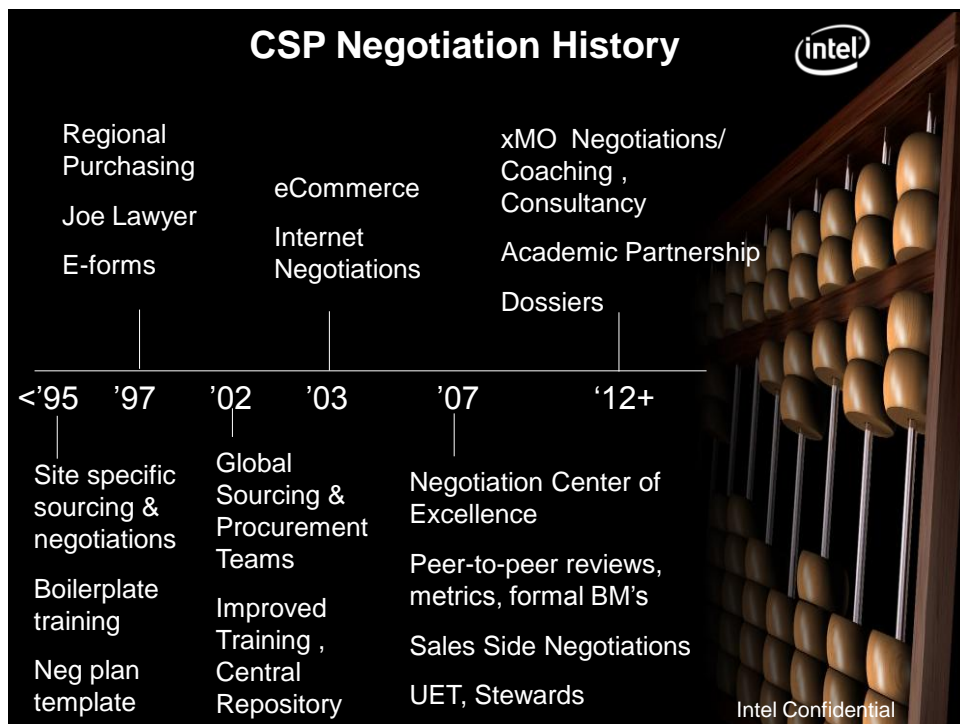 CSP Negotiation History
intel
Regional
Purchasing
Joe Lawyer
E-forms
eCommerce
Internet
Negotiations
xMO  Negotiations/
Coaching ,
Consultancy
Academic Partnership
Dossiers
<’95 ’97 ’02 ’03 ’07 ‘12+
Site specific
sourcing &
negotiations
Boilerplate
training
Neg plan
template
Global
Sourcing &
Procurement
Teams
Improved
Training ,
Central
Repository
Negotiation Center of
Excellence
Peer-to-peer reviews,
metrics, formal BM’s
Sales Side Negotiations
UET, Stewards
Intel Confidential